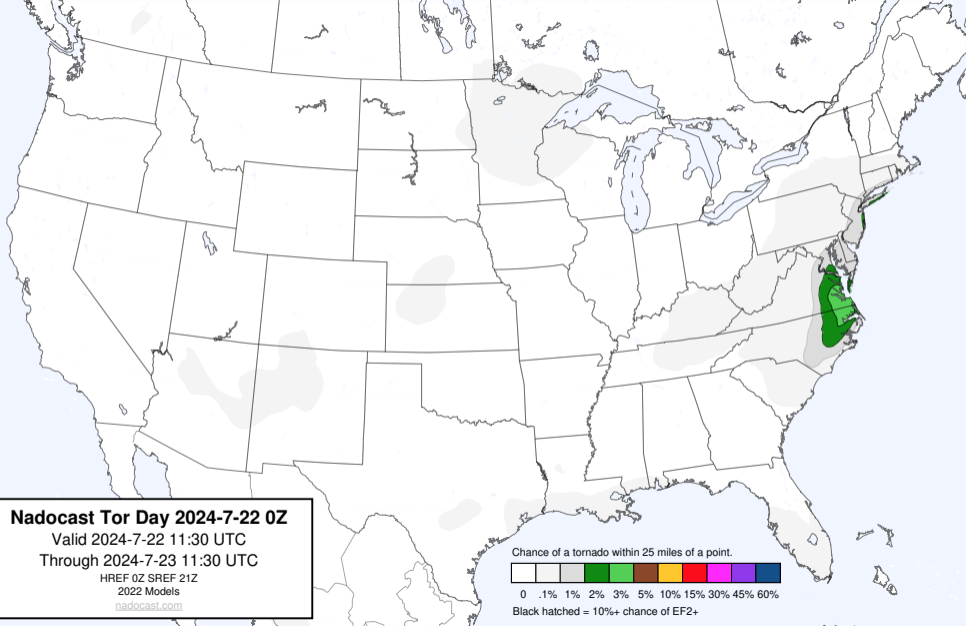 Nadocast Tor Day 2024-7-22 0Z
Valid 2024-7-22 11:30 UTC
Through 2024-7-23 11:30 UTC
HREF 0Z SREF 21Z
2022 Models
nadocast.com
Chance of a tornado within 25 miles of a point.
0 .1% 1% 2% 3% 5% 10% 15% 30% 45% 60%
Black hatched = 10%+ chance of EF2+